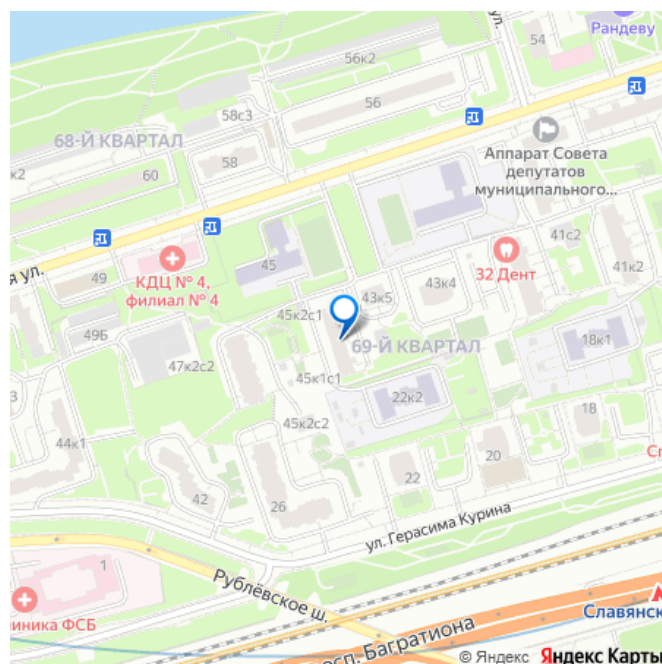 Рандеву
ул.
54
56к2
56
58с3
68-Й КВАРТАЛ
58
к2
60
Аппарат Совета
депутатов
муниципального...
41с2
32 Дент
41к2
45
я ул.
49
КДЦ № 4,
филиал № 4
43к4
43к5
45к2с1
49Б
69-Й КВАРТАЛ
18к1
47к2с2
45к1с1
22к2
3
18
45к2с2
44к1
20
Сп
22
42
26
ул. Герасима Курина
1
Рублёвское ш.
Славянск
иника ФСБ
осп. Багратиона
© Яндекс Яндекс Карты